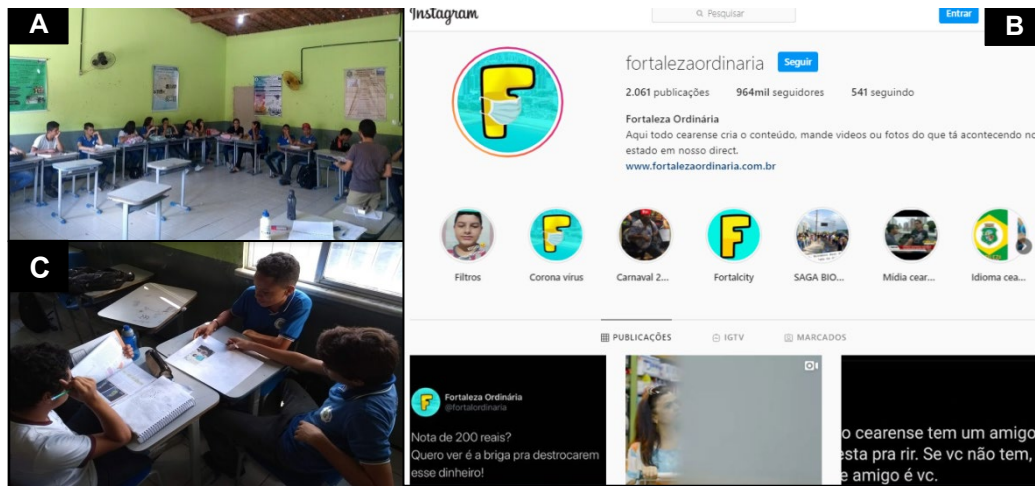 A
B
C
Instagram
Pesquisar
Entrar
F
fortalezaordinaria Seguir
2.061 publicações 964mil seguidores 541 seguindo
Fortaleza Ordinária
Aqui todo cearense cria o conteúdo, mande videos ou fotos do que tá acontecendo no
estado em nosso direct.
www.fortalezaordinaria.com.br
F
F
Filtros Corona vírus Carnaval 2... Fortalcity SAGA BIO... Mídia cear... Idioma cea...
PUBLICAÇÕES IGTV MARCADOS
F
Fortaleza Ordinária
@fortalordinaria
Nota de 200 reais?
Quero ver é a briga pra destrocarem
esse dinheiro!
o cearense tem um amigo
esta pra rir. Se vc não tem,
e amigo é vc.